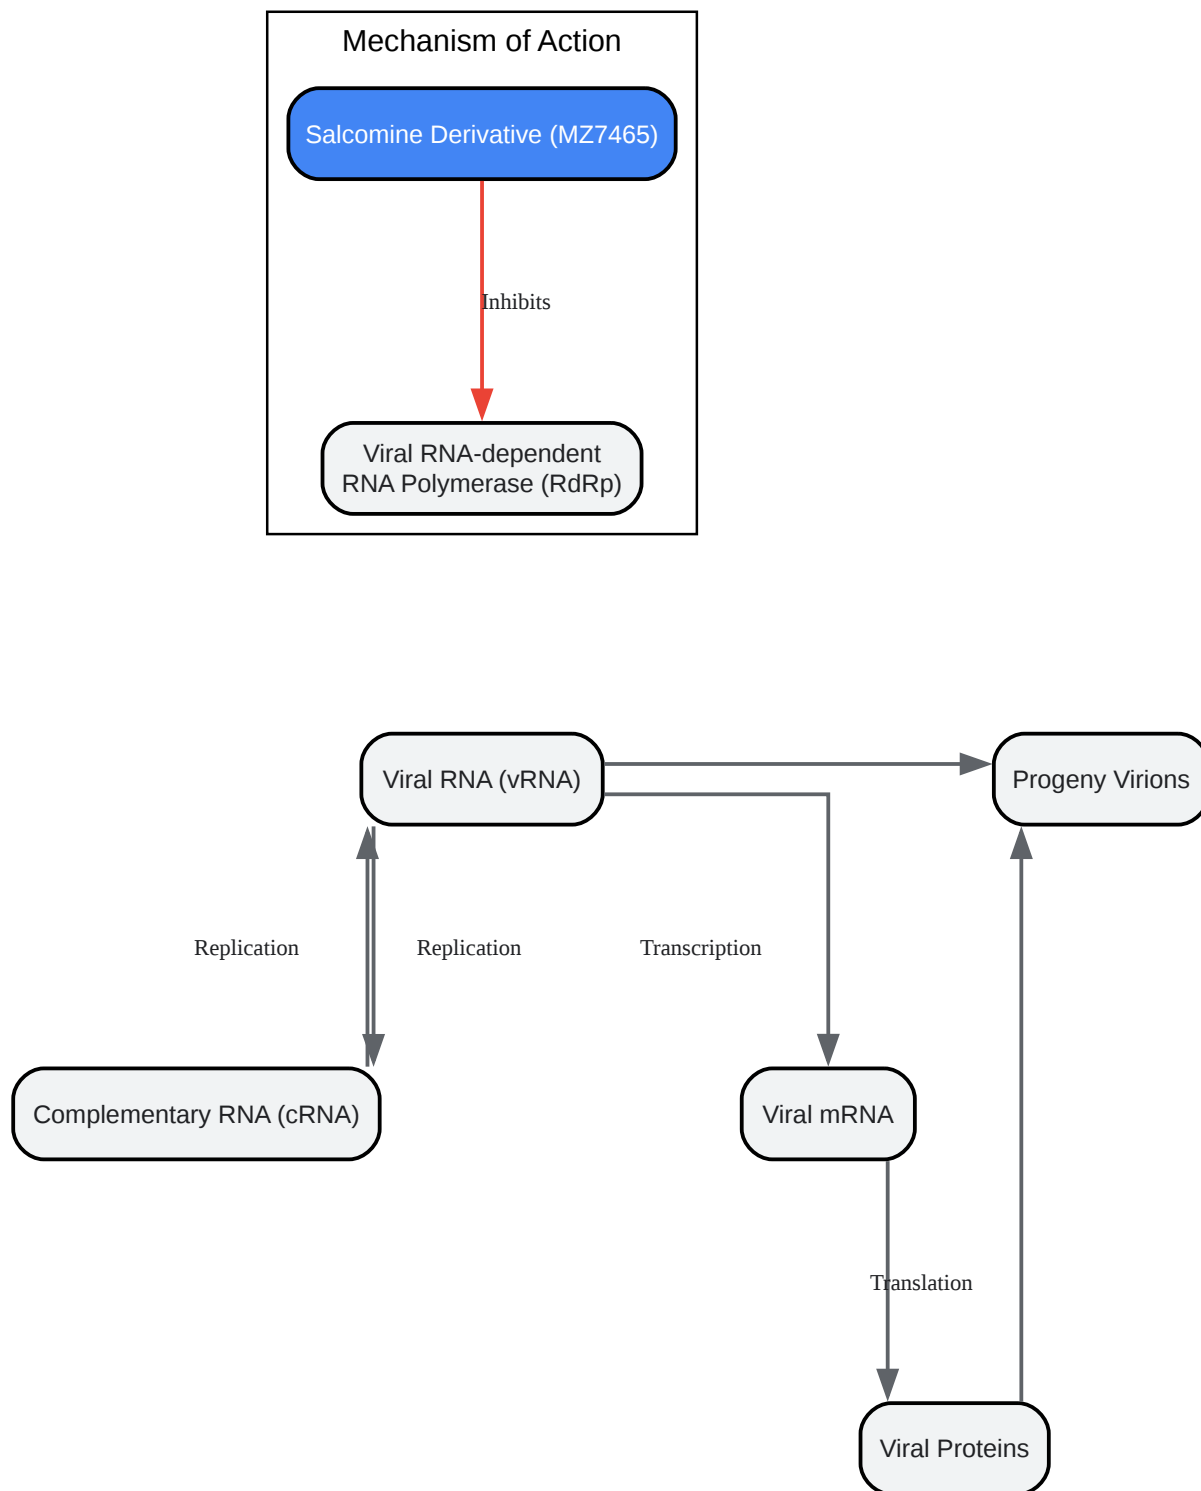 Mechanism of Action
Salcomine Derivative (MZ7465)
Inhibits
Viral RNA-dependent
RNA Polymerase (RdRp)
Viral RNA (vRNA)
Progeny Virions
Replication
Replication
Transcription
Complementary RNA (cRNA)
Viral mRNA
Translation
Viral Proteins